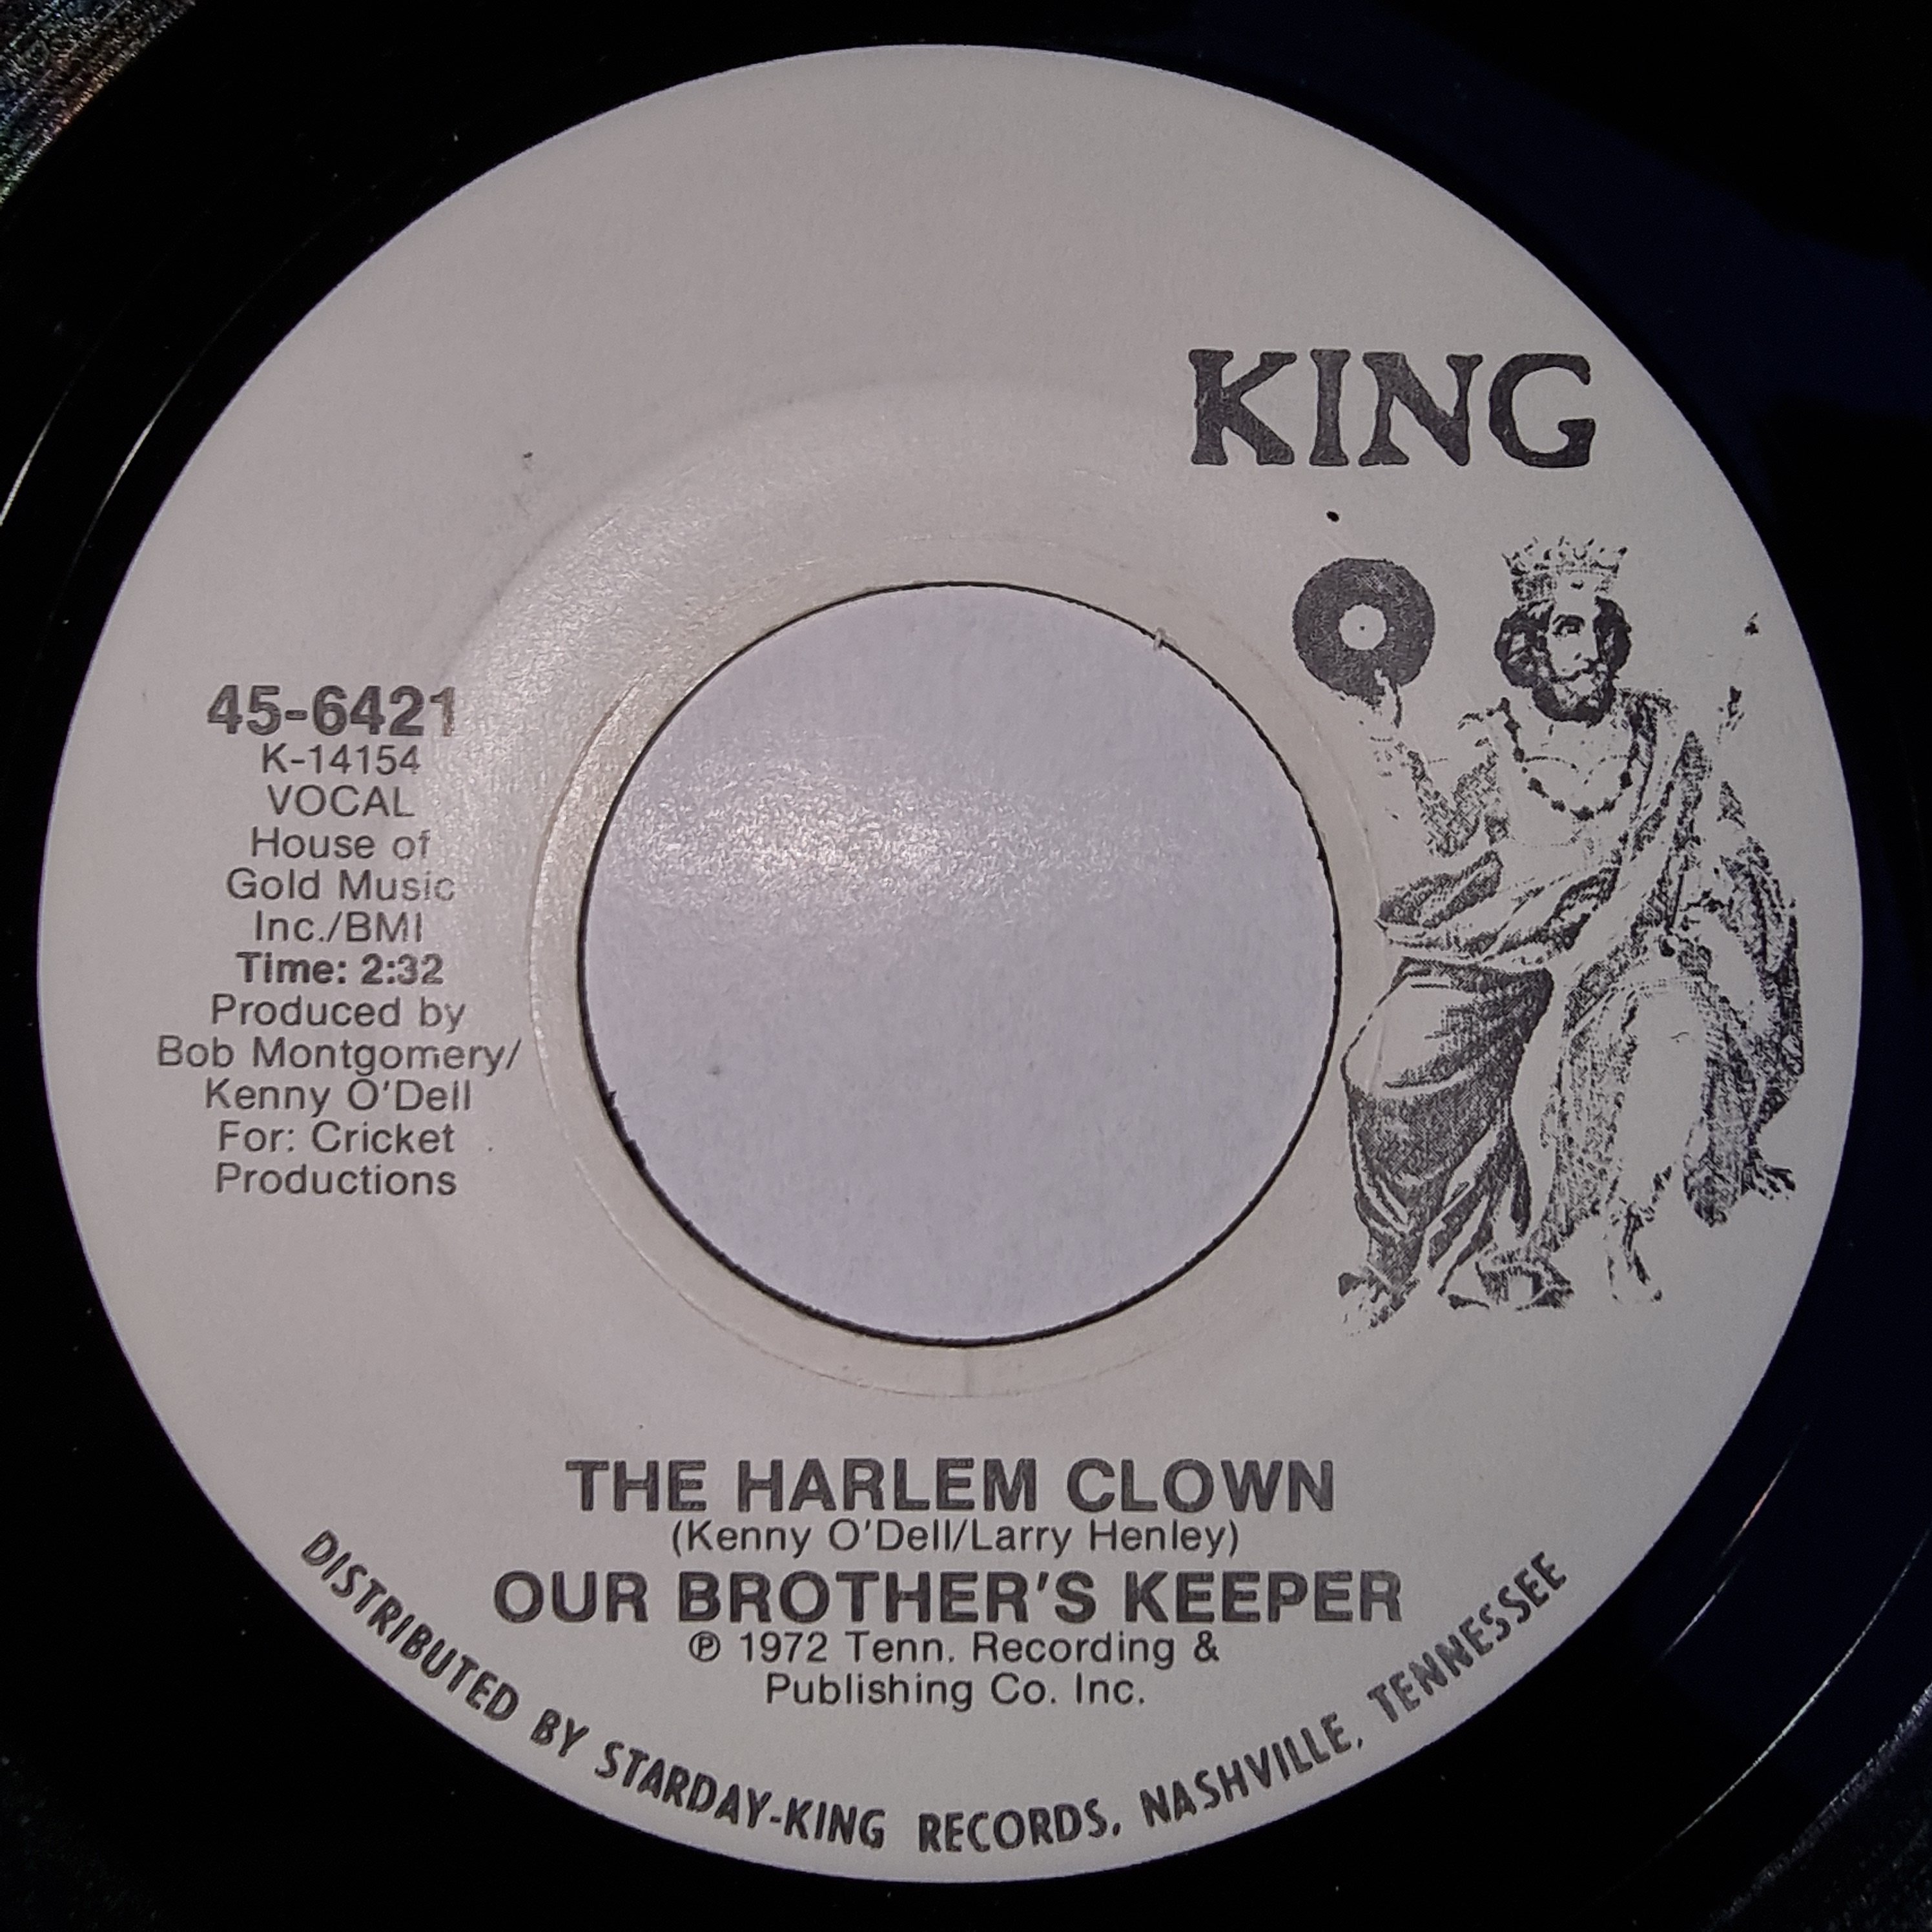 KING
45-6421
K-14154
VOCAL
House of
Gold Music
Inc./BMI
Time: 2:32
Produced by
Bob Montgomery/
Kenny O'Dell
For: Cricket
Productions
THE HARLEM CLOWN
(Kenny O'Dell/Larry Henley)
OUR BROTHER'S KEEPER
℗ 1972 Tenn. Recording &
Publishing Co. Inc.
DISTRIBUTED BY STARDAY-KING RECORDS, NASHVILLE, TENNESSEE